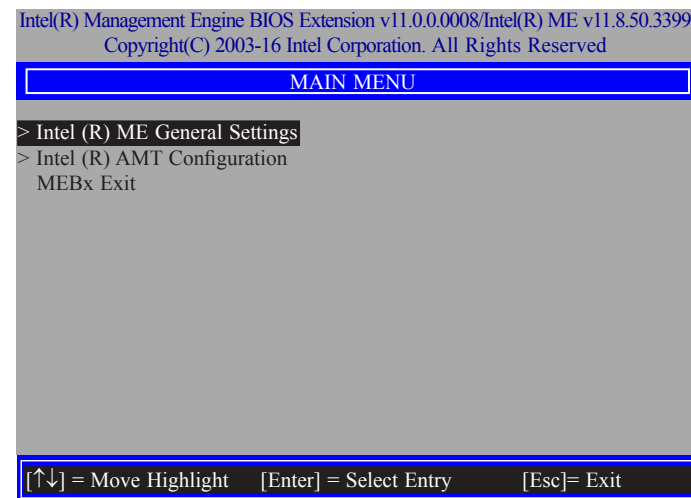 Intel(R) Management Engine BIOS Extension v11.0.0.0008/Intel(R) ME v11.8.50.3399
Copyright(C) 2003-16 Intel Corporation. All Rights Reserved
MAIN MENU
> Intel (R) ME General Settings
> Intel (R) AMT Configuration
MEBx Exit
[↑↓] = Move Highlight [Enter] = Select Entry [Esc]= Exit